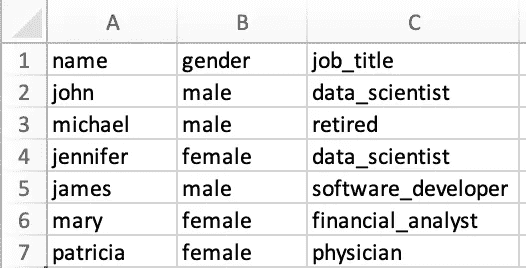 A B C
1 name gender job_title
2 john male data_scientist
3 michael male retired
4 jennifer female data_scientist
5 james male software_developer
6 mary female financial_analyst
7 patricia female physician